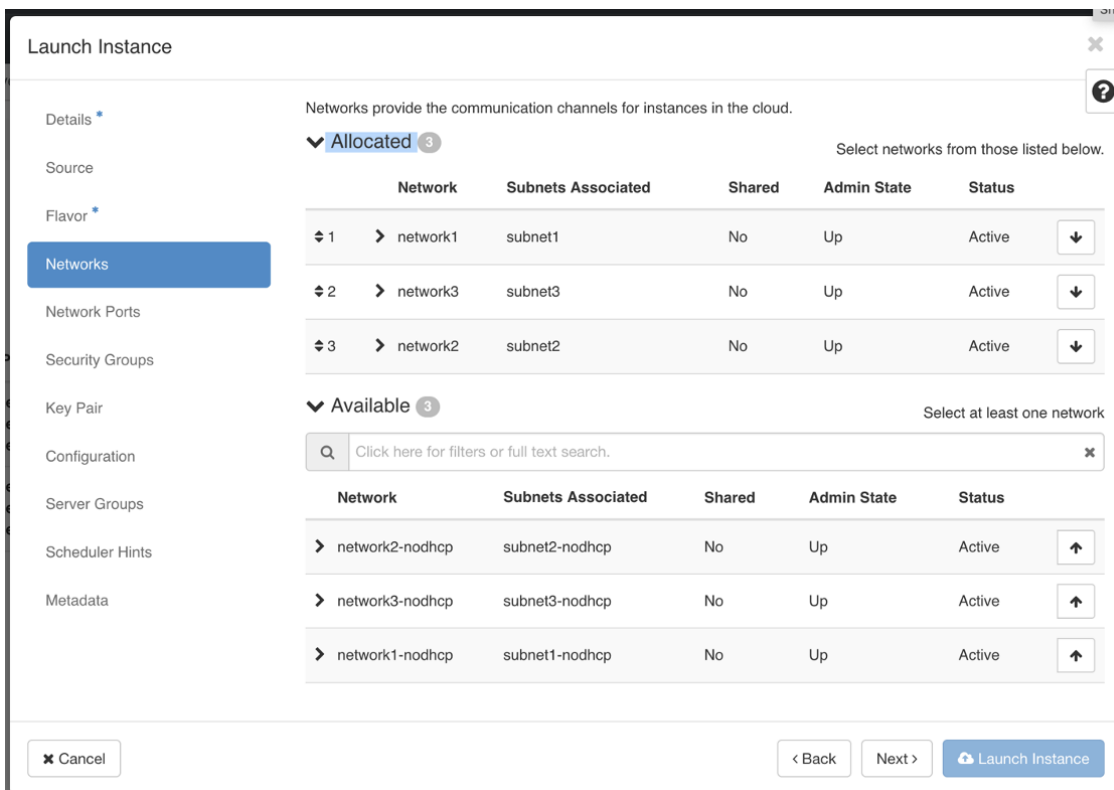 Launch Instance
Details *
Source
Flavor *
Networks
Network Ports
Security Groups
Key Pair
Configuration
Server Groups
Scheduler Hints
Metadata
Networks provide the communication channels for instances in the cloud.
Allocated 3
Select networks from those listed below.
Network Subnets Associated Shared Admin State Status
1 network1 subnet1 No Up Active
2 network3 subnet3 No Up Active
3 network2 subnet2 No Up Active
Available 3
Select at least one network
Click here for filters or full text search.
Network Subnets Associated Shared Admin State Status
network2-nodhcp subnet2-nodhcp No Up Active
network3-nodhcp subnet3-nodhcp No Up Active
network1-nodhcp subnet1-nodhcp No Up Active
Cancel
< Back
Next >
Launch Instance